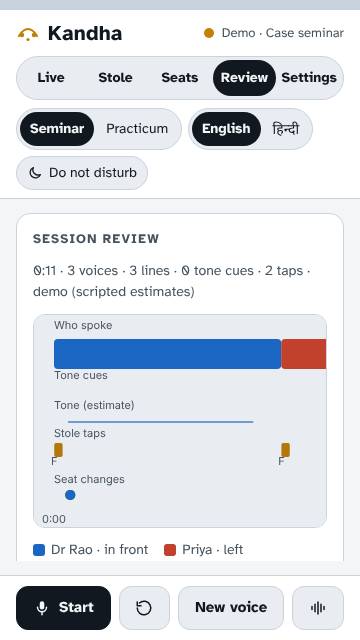 Kandha
Demo · Case seminar
Live Stole Seats Review Settings
Seminar Practicum English हिन्दी
Do not disturb
SESSION REVIEW
0:11 · 3 voices · 3 lines · 0 tone cues · 2 taps ·
demo (scripted estimates)
Who spoke
Tone cues
Tone (estimate)
Stole taps
F F
Seat changes
0:00
Dr Rao · in front Priya · left
Start New voice